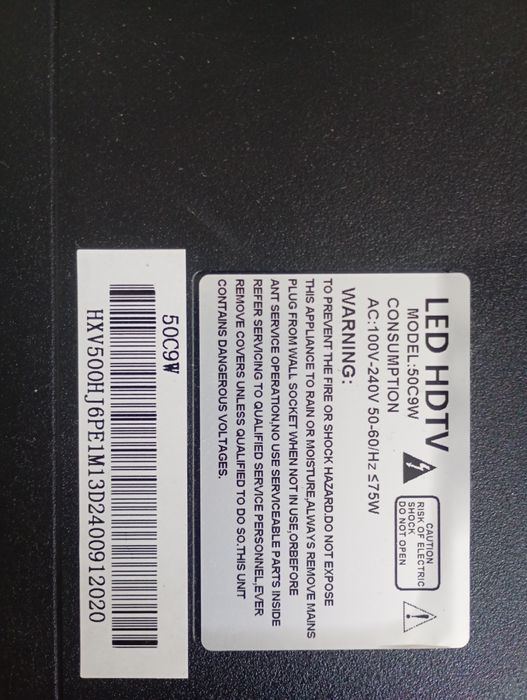 LED HDTV
MODEL:50C9W
CONSUMPTION
AC:100V-240V 50-60/Hz ≤75W
CAUTION
RISK OF ELECTRIC
SHOCK
DO NOT OPEN
WARNING:
TO PREVENT THE FIRE OR SHOCK HAZARD.DO NOT EXPOSE
THIS APPLIANCE TO RAIN OR MOISTURE,ALWAYS REMOVE MAINS
PLUG FROM WALL SOCKET WHEN NOT IN USE,ORBEFORE
ANT SERVICE OPERATION,NO USE SERVICEABLE PARTS INSIDE
REFER SERVICING TO QUALIFIED SERVICE PERSONNEL,EVER
REMOVE COVERS UNLESS QUALIFIED TO DO SO.THIS UNIT
CONTAINS DANGEROUS VOLTAGES.
50C9W
HXV500HJ6PE1M13D2400912020